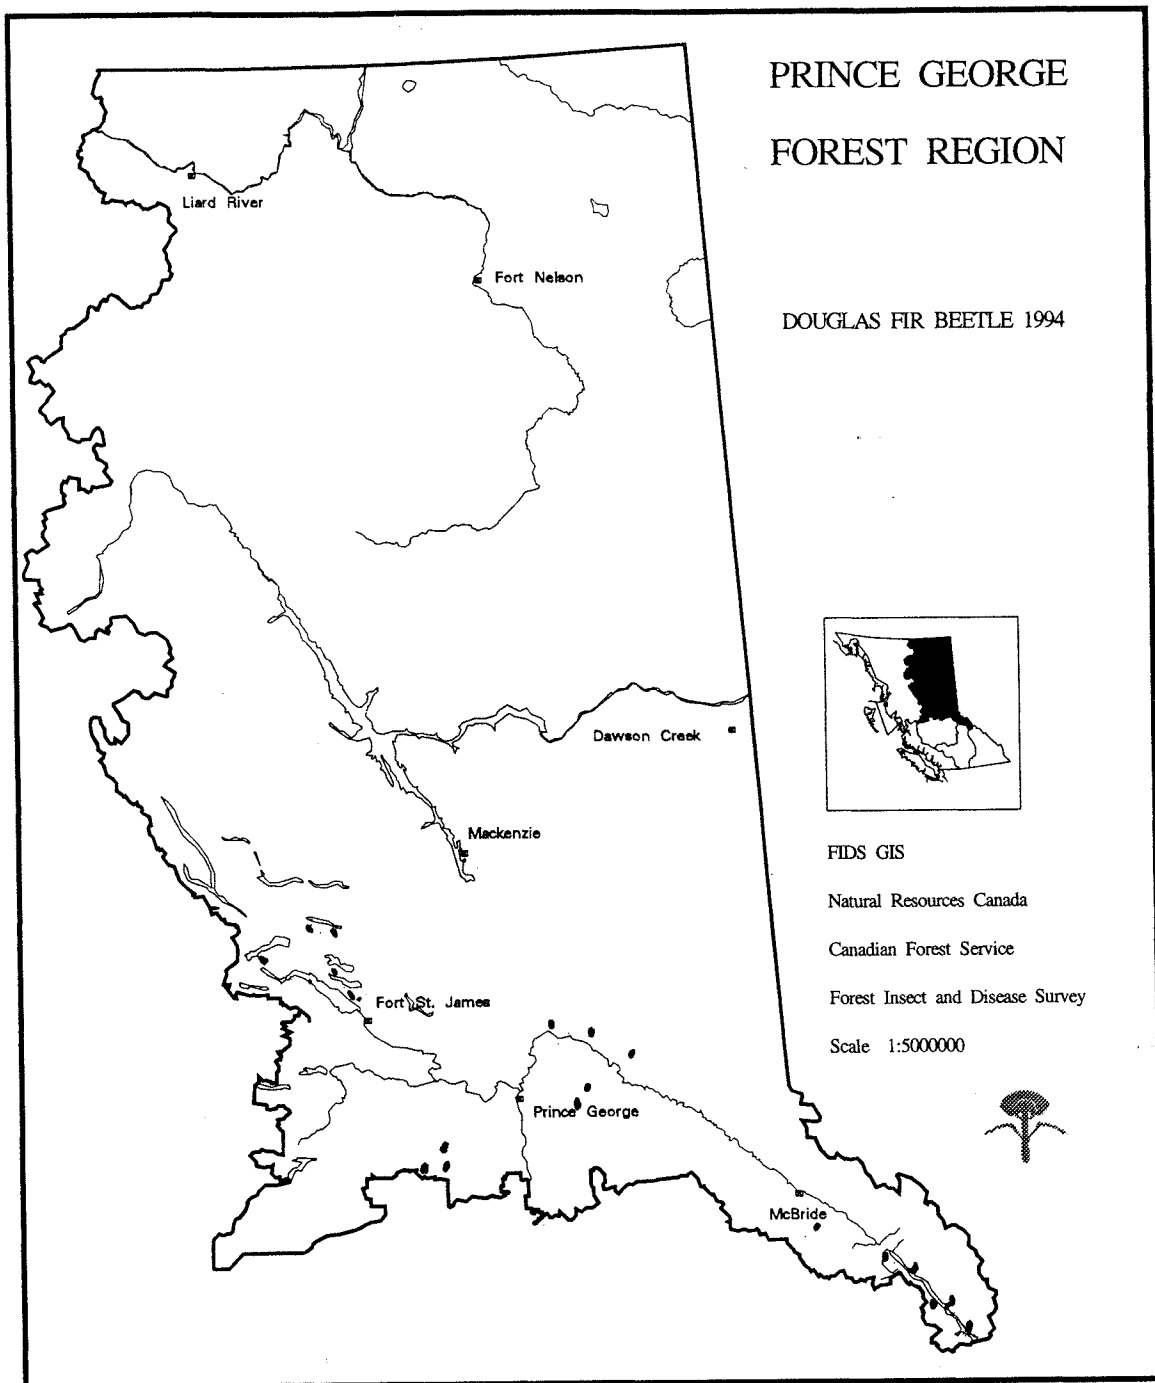 PRINCE GEORGE
FOREST REGION
Liard River
Fort Nelson
DOUGLAS FIR BEETLE 1994
Dawson Creek
Mackenzie
FIDS GIS
Natural Resources Canada
Canadian Forest Service
Forest Insect and Disease Survey
Scale 1:5000000
Fort St. James
Prince George
McBride